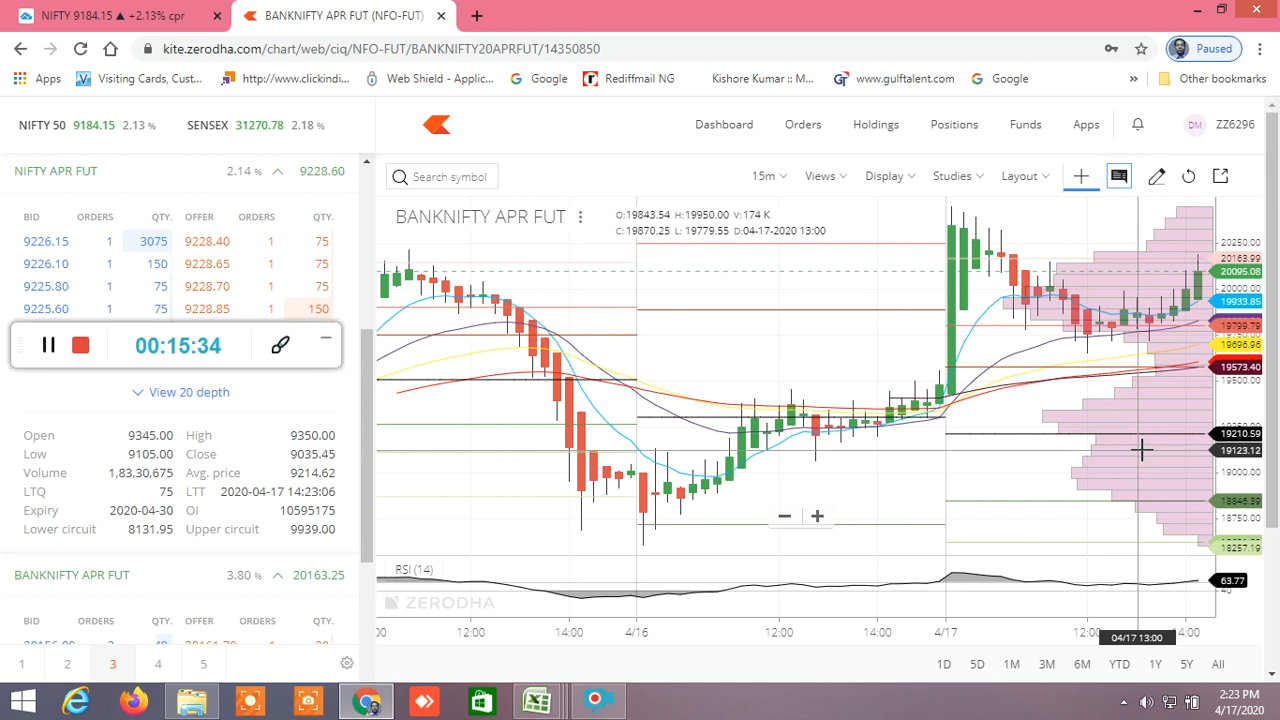 NIFTY 9184.15 ▲ +2.13% cpr
BANKNIFTY APR FUT (NFO-FUT)
kite.zerodha.com/chart/web/ciq/NFO-FUT/BANKNIFTY20APRFUT/14350850
Paused
Apps
Visiting Cards, Cust...
http://www.clickindi...
Web Shield - Applic...
Google
Rediffmail NG
Kishore Kumar :: M...
www.gulftalent.com
Google
»
Other bookmarks
NIFTY 50 9184.15 2.13 %
SENSEX 31270.78 2.18 %
Dashboard
Orders
Holdings
Positions
Funds
Apps
DM
ZZ6296
NIFTY APR FUT 2.14 % 9228.60
BID ORDERS QTY. OFFER ORDERS QTY.
9226.15 1 3075 9228.40 1 75
9226.10 1 150 9228.65 1 75
9225.80 1 75 9228.70 1 75
9225.60 1 75 9228.85 1 150
00:15:34
View 20 depth
Open 9345.00 High 9350.00
Low 9105.00 Close 9035.45
Volume 1,83,30,675 Avg. price 9214.62
LTQ 75 LTT 2020-04-17 14:23:06
Expiry 2020-04-30 OI 10595175
Lower circuit 8131.95 Upper circuit 9939.00
BANKNIFTY APR FUT 3.80 % 20163.25
BID ORDERS QTY. OFFER ORDERS QTY.
1 2 3 4 5
Search symbol
15m Views Display Studies Layout
BANKNIFTY APR FUT
O:19843.54 H:19950.00 V:174 K
C:19870.25 L:19779.55 D:04-17-2020 13:00
20250.00
20163.99
20095.08
20000.00
19933.85
19799.79
19696.96
19573.40
19500.00
19210.59
19123.12
19000.00
18846.39
18750.00
18257.19
RSI (14)
63.77
40
ZERODHA
:00 12:00 14:00 4/16 12:00 14:00 4/17 12:00 14:00
04/17 13:00
1D 5D 1M 3M 6M YTD 1Y 5Y All
2:23 PM
4/17/2020